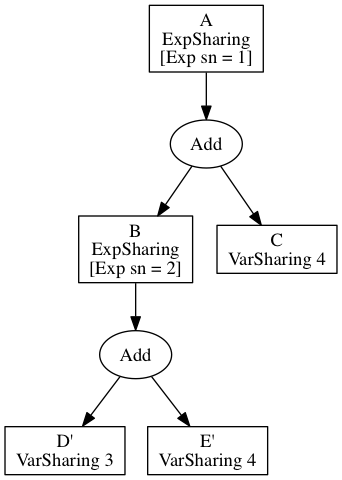 A
ExpSharing
[Exp sn = 1]
Add
B
ExpSharing
[Exp sn = 2]
C
VarSharing 4
Add
D'
VarSharing 3
E'
VarSharing 4